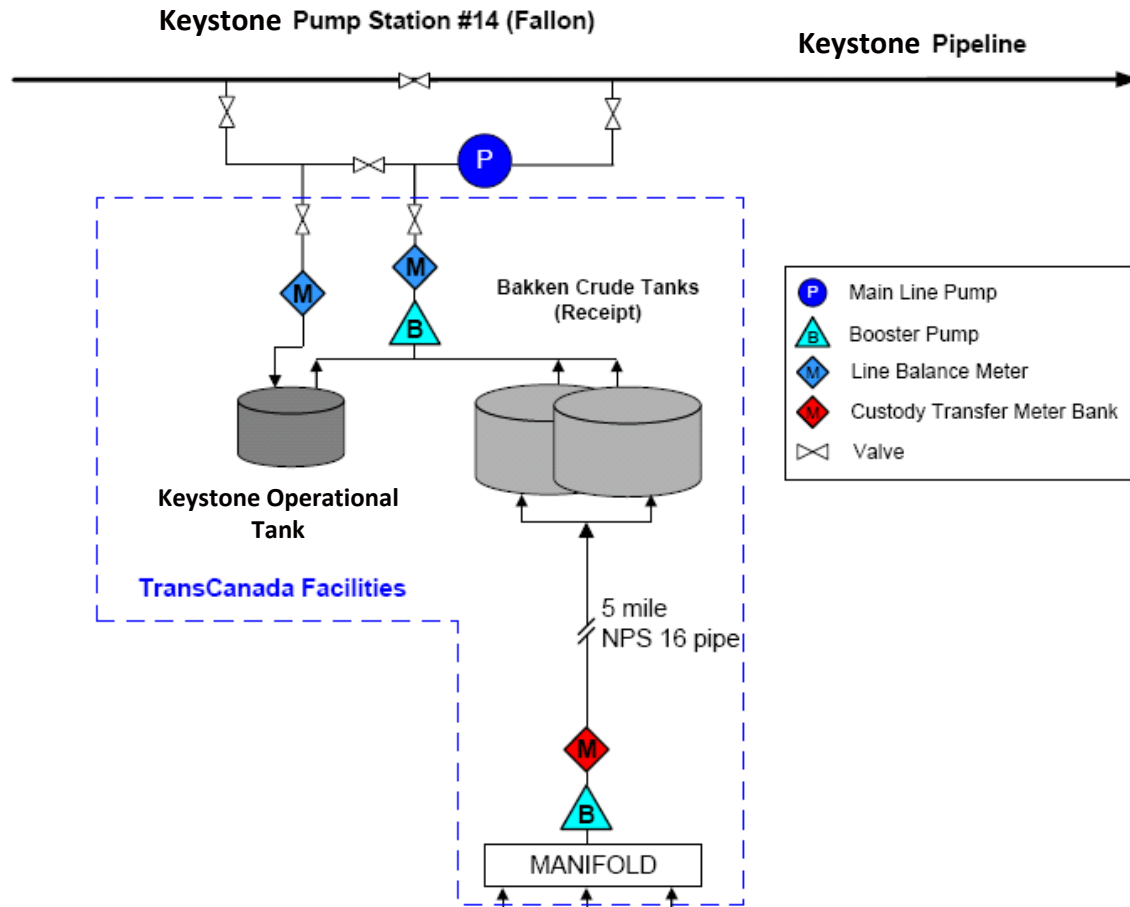 Keystone Pump Station #14 (Fallon)
Keystone Pipeline
P
M
M
B
Bakken Crude Tanks
(Receipt)
Keystone Operational
Tank
TransCanada Facilities
5 mile
NPS 16 pipe
M
B
MANIFOLD
P Main Line Pump
B Booster Pump
M Line Balance Meter
M Custody Transfer Meter Bank
Valve